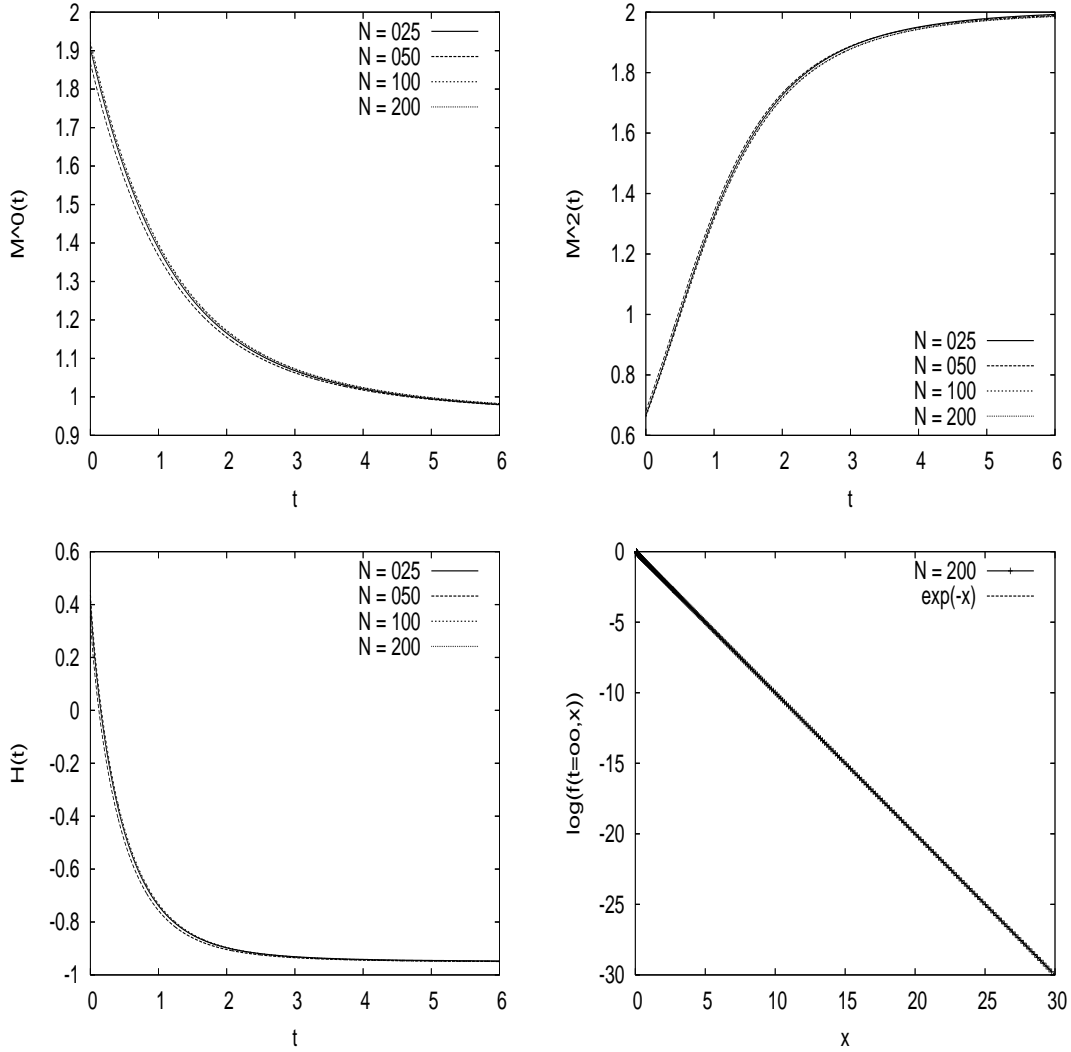 2
1.9
1.8
1.7
1.6
1.5
1.4
1.3
1.2
1.1
1
0.9
M^0(t)
0 1 2 3 4 5 6
t
N = 025
N = 050
N = 100
N = 200
2
1.8
1.6
1.4
1.2
1
0.8
0.6
M^2(t)
0 1 2 3 4 5 6
t
N = 025
N = 050
N = 100
N = 200
0.6
0.4
0.2
0
-0.2
-0.4
-0.6
-0.8
-1
H(t)
0 1 2 3 4 5 6
t
N = 025
N = 050
N = 100
N = 200
0
-5
-10
-15
-20
-25
-30
log(f(t=oo,x))
0 5 10 15 20 25 30
x
N = 200
exp(-x)